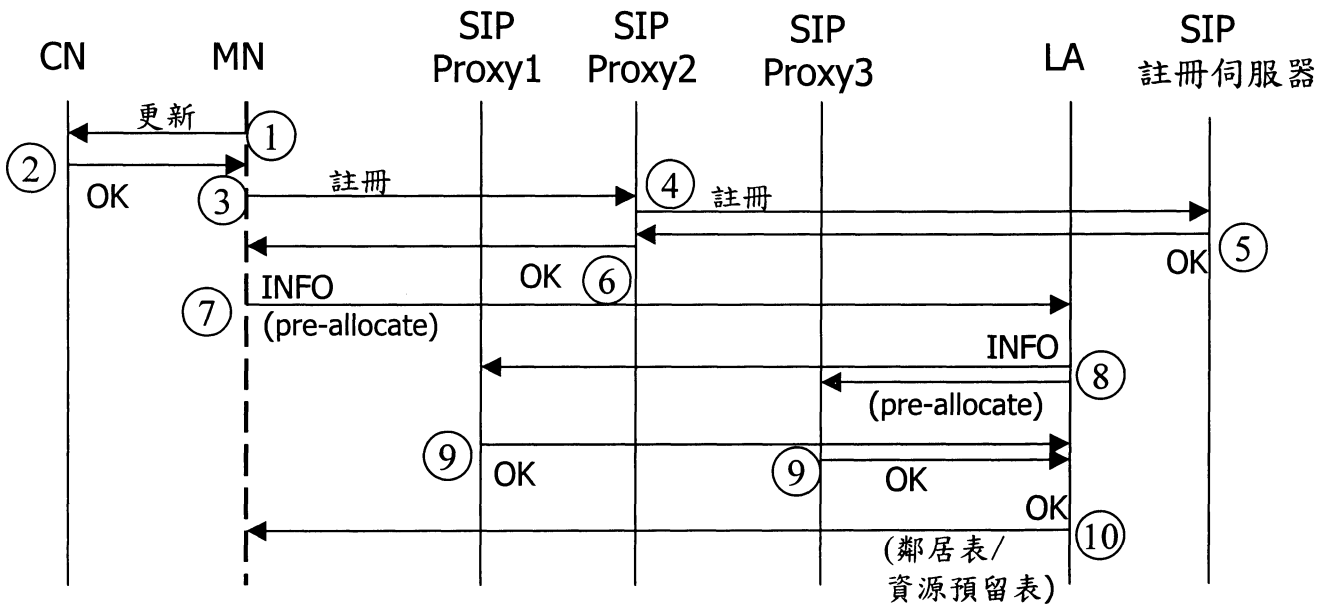 CN
MN
SIP
Proxy1
SIP
Proxy2
SIP
Proxy3
LA
SIP
註冊伺服器
更新
①
②
OK
③
註冊
④
註冊
⑤
OK
OK
⑥
⑦
INFO
(pre-allocate)
INFO
⑧
(pre-allocate)
⑨
OK
⑨
OK
OK
⑩
(鄰居表/
資源預留表)